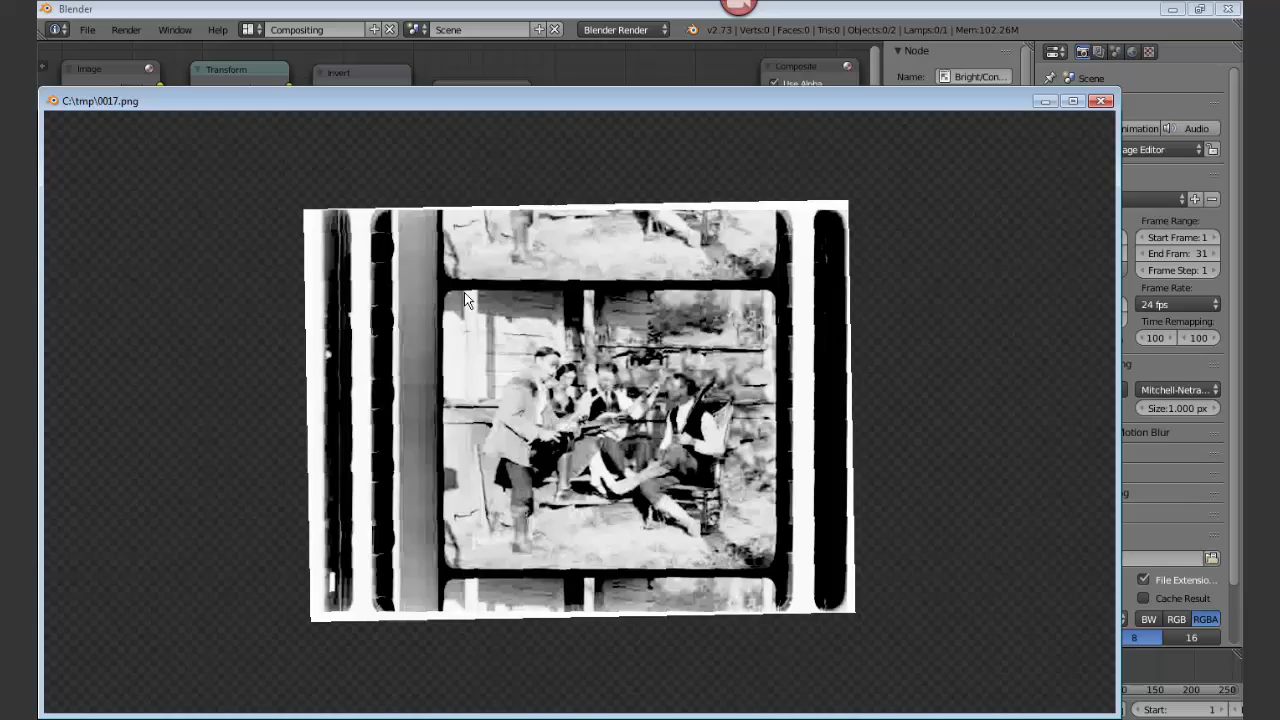 Blender
File Render Window Help Compositing Scene Blender Render v2.73 | Verts:0 | Faces:0 | Tris:0 | Objects:0/2 | Lamps:0/1 | Mem:102.26M
Image Transform Invert Composite Node
Use Alpha Name: Bright/Con... Scene
C:\tmp\0017.png
nimation Audio
age Editor
Frame Range:
Start Frame: 1
End Fram: 31
Frame Step: 1
Frame Rate:
24 fps
Time Remapping:
100 100
ng
Mitchell-Netra...
Size:1.000 px
otion Blur
ng
File Extensio...
Cache Result
BW RGB RGBA
8 16
150 200 250
Start: 1